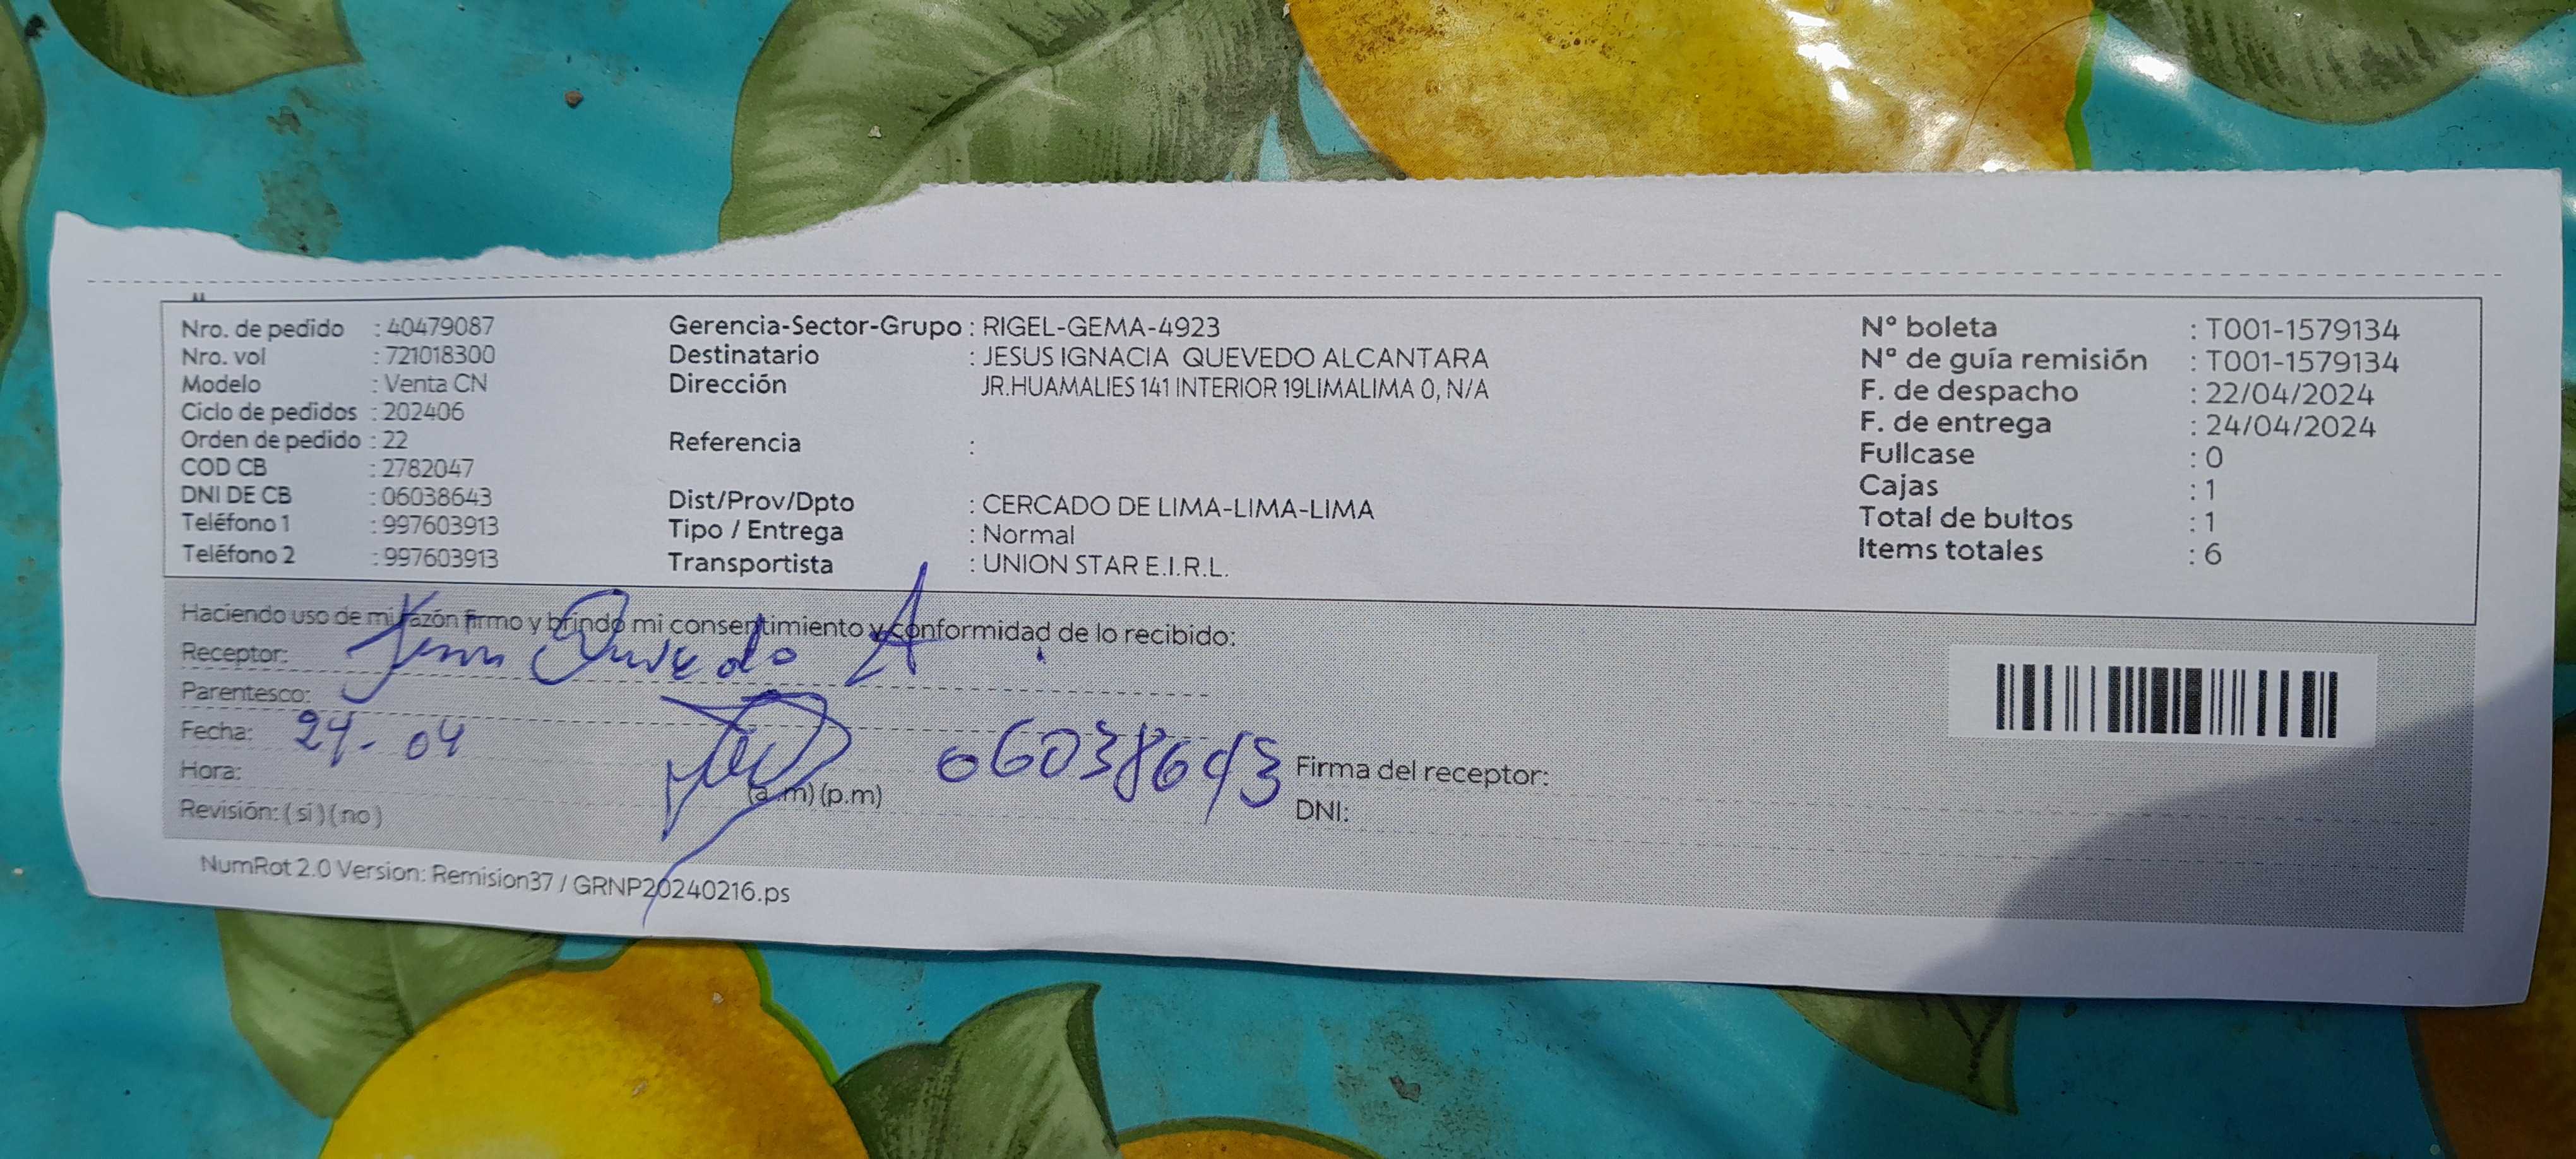 Nro. de pedido : 40479087
Nro. vol : 721018300
Modelo : Venta CN
Ciclo de pedidos : 202406
Orden de pedido : 22
COD CB : 2782047
DNI DE CB : 06038643
Teléfono 1 : 997603913
Teléfono 2 : 997603913
Gerencia-Sector-Grupo : RIGEL-GEMA-4923
Destinatario : JESUS IGNACIA QUEVEDO ALCANTARA
Dirección JR.HUAMALIES 141 INTERIOR 19LIMALIMA 0, N/A
Referencia :
Dist/Prov/Dpto : CERCADO DE LIMA-LIMA-LIMA
Tipo / Entrega : Normal
Transportista : UNION STAR E.I.R.L.
N° boleta : T001-1579134
N° de guía remisión : T001-1579134
F. de despacho : 22/04/2024
F. de entrega : 24/04/2024
Fullcase : 0
Cajas : 1
Total de bultos : 1
Items totales : 6
Haciendo uso de mi razón firmo y brindo mi consentimiento y conformidad de lo recibido:
Receptor: Jesus Quevedo A
Parentesco:
Fecha: 24-04
06038643
Hora: (a.m) (p.m)
Firma del receptor:
Revisión: (si) (no)
DNI:
NumRot 2.0 Version: Remision37 / GRNP20240216.ps